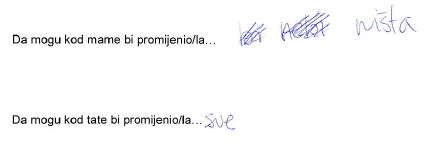 Da mogu kod mame bi promijenio/la... ništa
Da mogu kod tate bi promijenio/la... sve